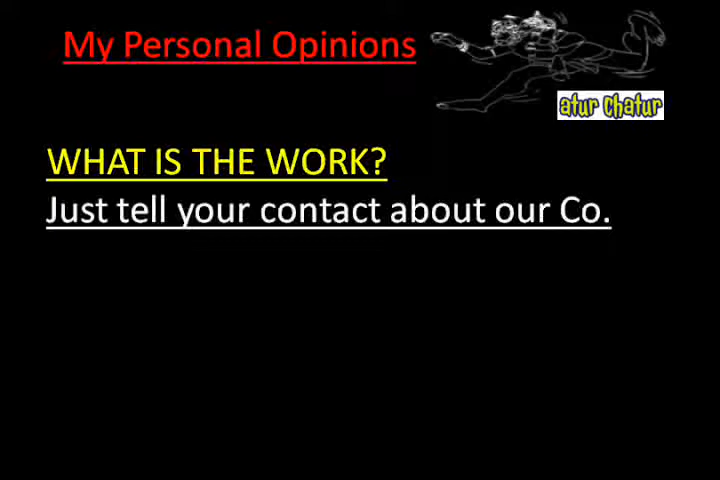 My Personal Opinions
atur chatur
WHAT IS THE WORK?
Just tell your contact about our Co.